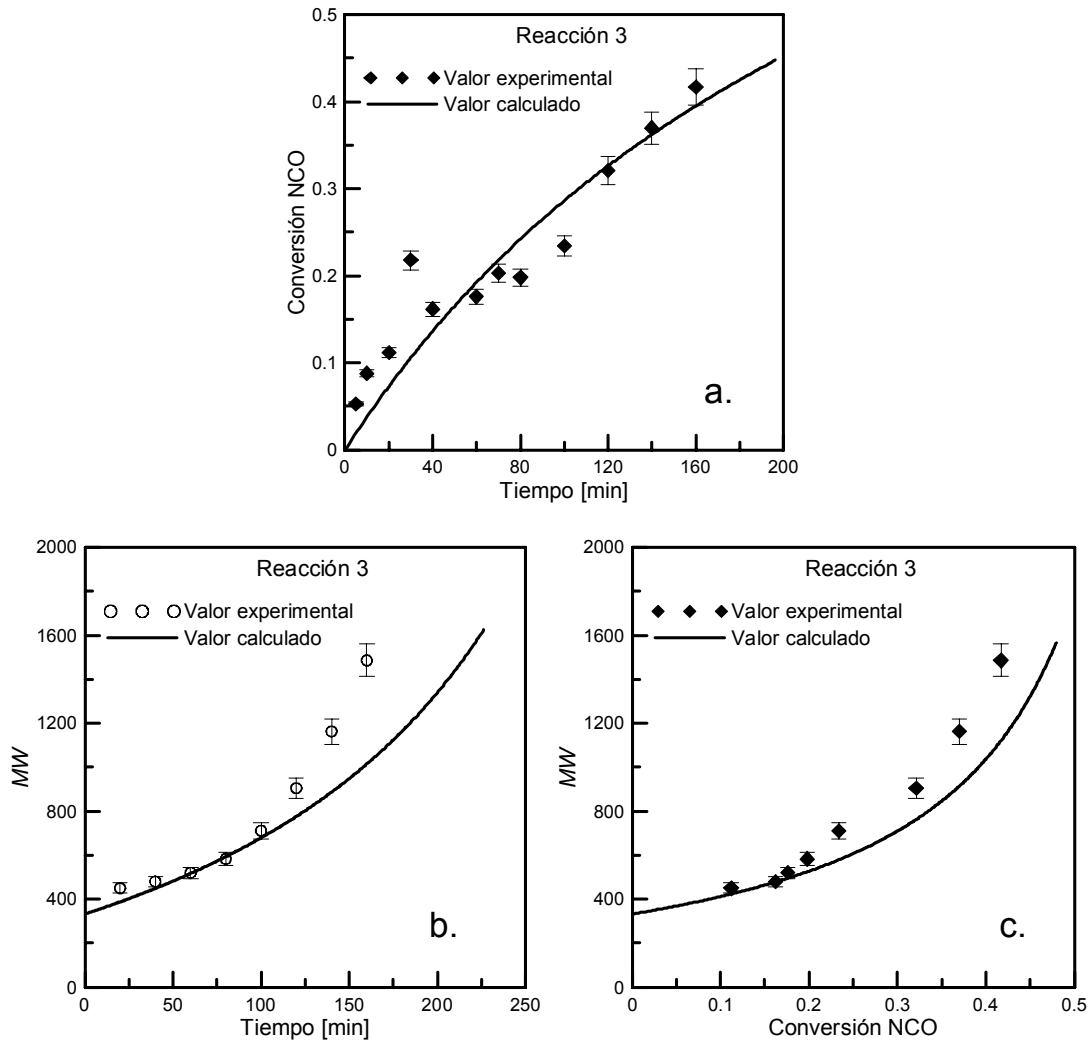 Reacción 3
Valor experimental
Valor calculado
Conversión NCO
0.5
0.4
0.3
0.2
0.1
0
a.
0 40 80 120 160 200
Tiempo [min]
Reacción 3
Valor experimental
Valor calculado
MW
2000
1600
1200
800
400
0
b.
0 50 100 150 200 250
Tiempo [min]
Reacción 3
Valor experimental
Valor calculado
MW
2000
1600
1200
800
400
0
c.
0 0.1 0.2 0.3 0.4 0.5
Conversión NCO